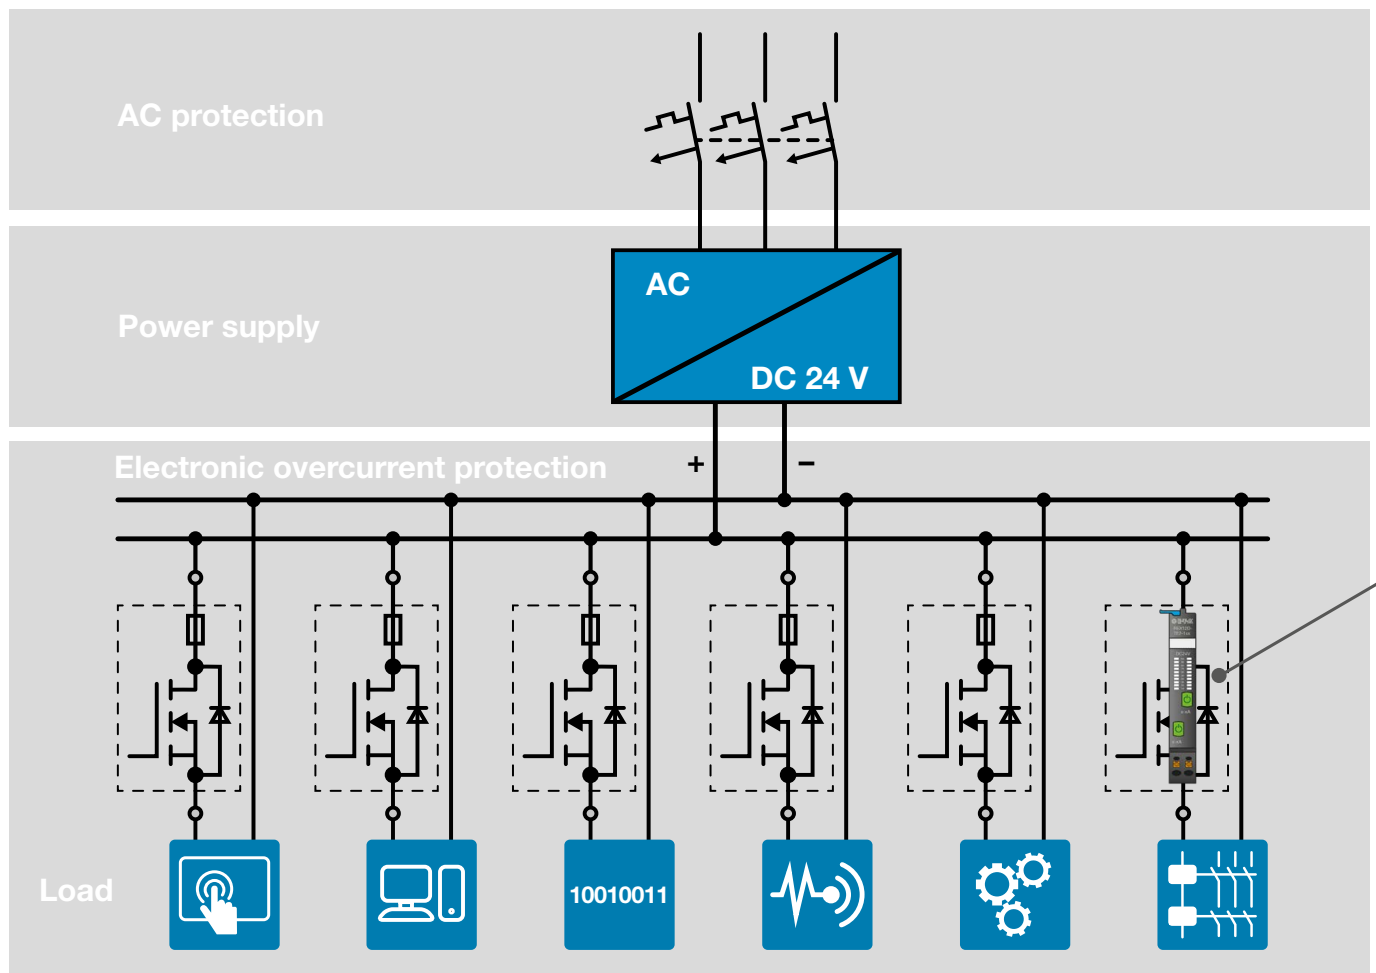 AC protection
Power supply
AC
DC 24 V
Electronic overcurrent protection
+
−
Load
10010011